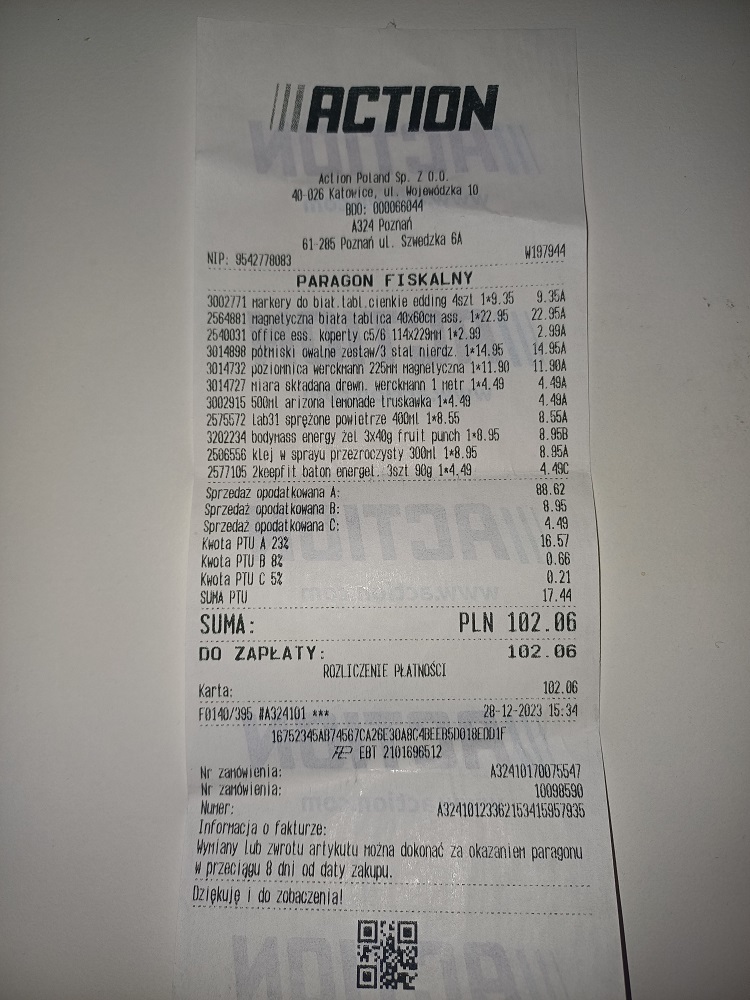 ACTION
Action Poland Sp. Z O.O.
40-026 Katowice, ul. Wojewódzka 10
BDO: 000066044
A324 Poznań
61-285 Poznań ul. Szwedzka 6A
NIP: 9542778083 W197944
PARAGON FISKALNY
3002771 markery do biał.tabl.cienkie edding 4szt 1*9.35 9.35A
2564881 magnetyczna biała tablica 40x60cm ass. 1*22.95 22.95A
2540031 office ess. koperty c5/6 114x229mm 1*2.99 2.99A
3014898 półmiski owalne zestaw/3 stal nierdz. 1*14.95 14.95A
3014732 poziomnica werckmann 225mm magnetyczna 1*11.90 11.90A
3014727 miara składana drewn. werckmann 1 metr 1*4.49 4.49A
3002915 500ml arizona lemonade truskawka 1*4.49 4.49A
2575572 lab31 sprężone powietrze 400ml 1*8.55 8.55A
3202234 bodymass energy żel 3x40g fruit punch 1*8.95 8.95B
2506556 klej w sprayu przezroczysty 300ml 1*8.95 8.95A
2577105 2keepfit baton energet. 3szt 90g 1*4.49 4.49C
Sprzedaż opodatkowana A: 88.62
Sprzedaż opodatkowana B: 8.95
Sprzedaż opodatkowana C: 4.49
Kwota PTU A 23% 16.57
Kwota PTU B 8% 0.66
Kwota PTU C 5% 0.21
SUMA PTU 17.44
SUMA: PLN 102.06
DO ZAPŁATY: 102.06
ROZLICZENIE PŁATNOŚCI
Karta: 102.06
F0140/395 #A324101 *** 28-12-2023 15:34
16752345AB74567CA26E30A8C4BEEB5D018EDD1F
EBT 2101696512
Nr zamówienia: A32410170075547
Nr zamówienia: 10098590
Numer: A32410123362153415957935
Informacja o fakturze:
Wymiany lub zwrotu artykułu można dokonać za okazaniem paragonu
w przeciągu 8 dni od daty zakupu.
Dziękuję i do zobaczenia!